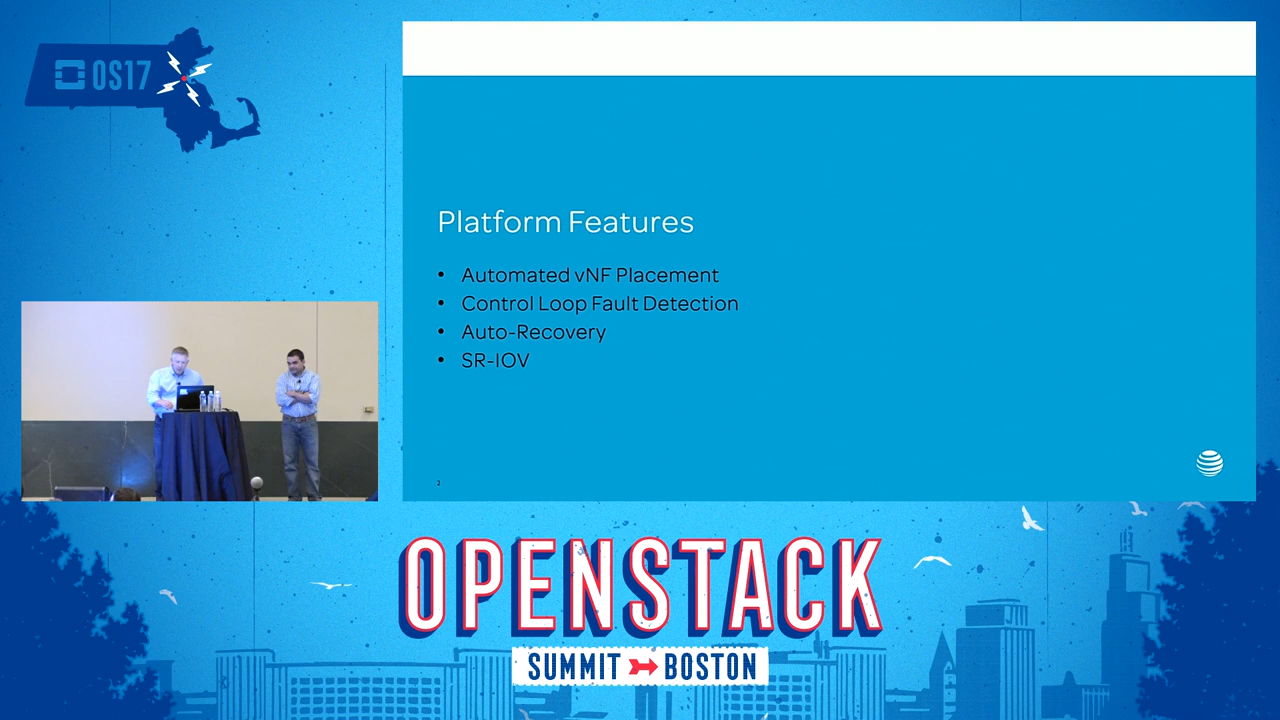 OS17
Platform Features
• Automated vNF Placement
• Control Loop Fault Detection
• Auto-Recovery
• SR-IOV
2
OPENSTACK
SUMMIT BOSTON